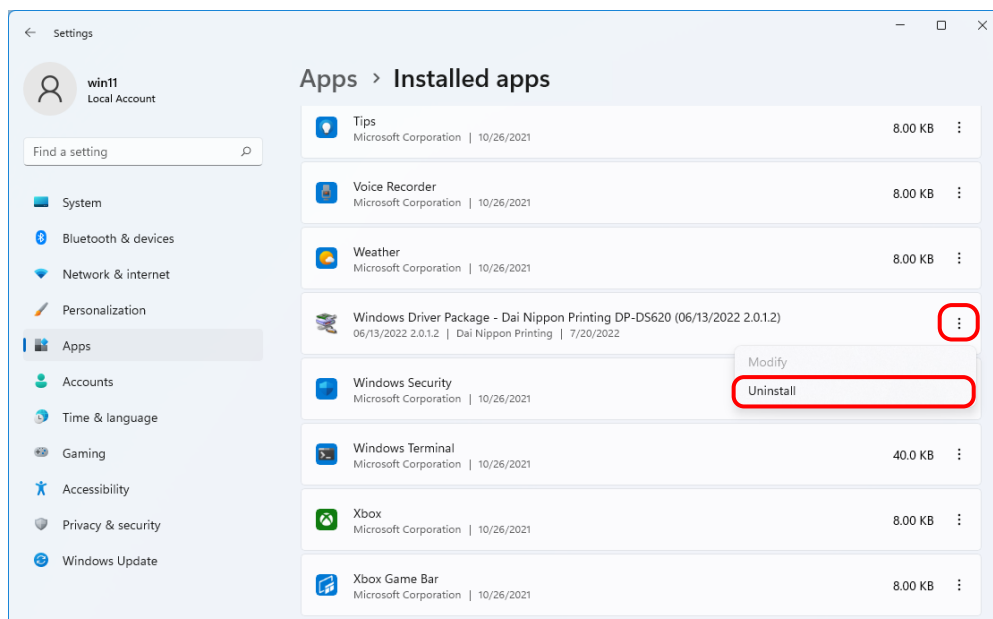 Settings
win11
Local Account
Find a setting
System
Bluetooth & devices
Network & internet
Personalization
Apps
Accounts
Time & language
Gaming
Accessibility
Privacy & security
Windows Update
Apps > Installed apps
Tips
8.00 KB
Microsoft Corporation | 10/26/2021
Voice Recorder
8.00 KB
Microsoft Corporation | 10/26/2021
Weather
8.00 KB
Microsoft Corporation | 10/26/2021
Windows Driver Package - Dai Nippon Printing DP-DS620 (06/13/2022 2.0.1.2)
06/13/2022 2.0.1.2 | Dai Nippon Printing | 7/20/2022
Modify
Uninstall
Windows Security
Microsoft Corporation | 10/26/2021
Windows Terminal
40.0 KB
Microsoft Corporation | 10/26/2021
Xbox
8.00 KB
Microsoft Corporation | 10/26/2021
Xbox Game Bar
8.00 KB
Microsoft Corporation | 10/26/2021